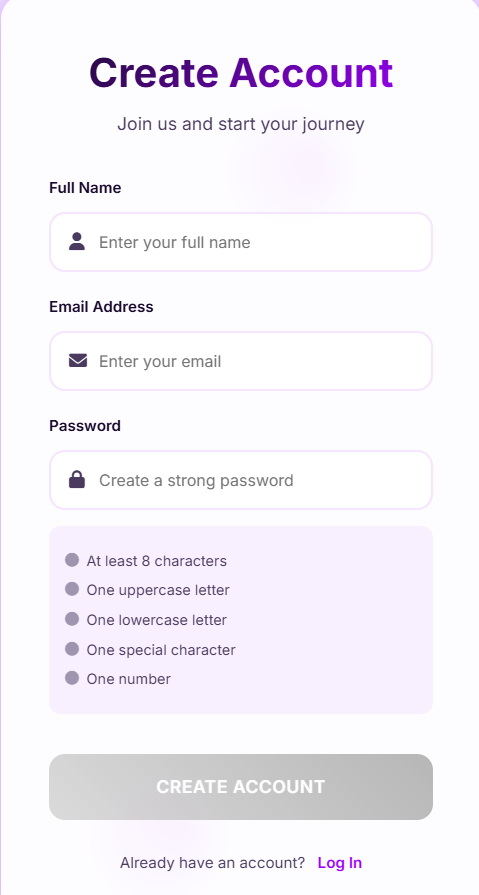 Create Account
Join us and start your journey
Full Name
Enter your full name
Email Address
Enter your email
Password
Create a strong password
At least 8 characters
One uppercase letter
One lowercase letter
One special character
One number
CREATE ACCOUNT
Already have an account? Log In